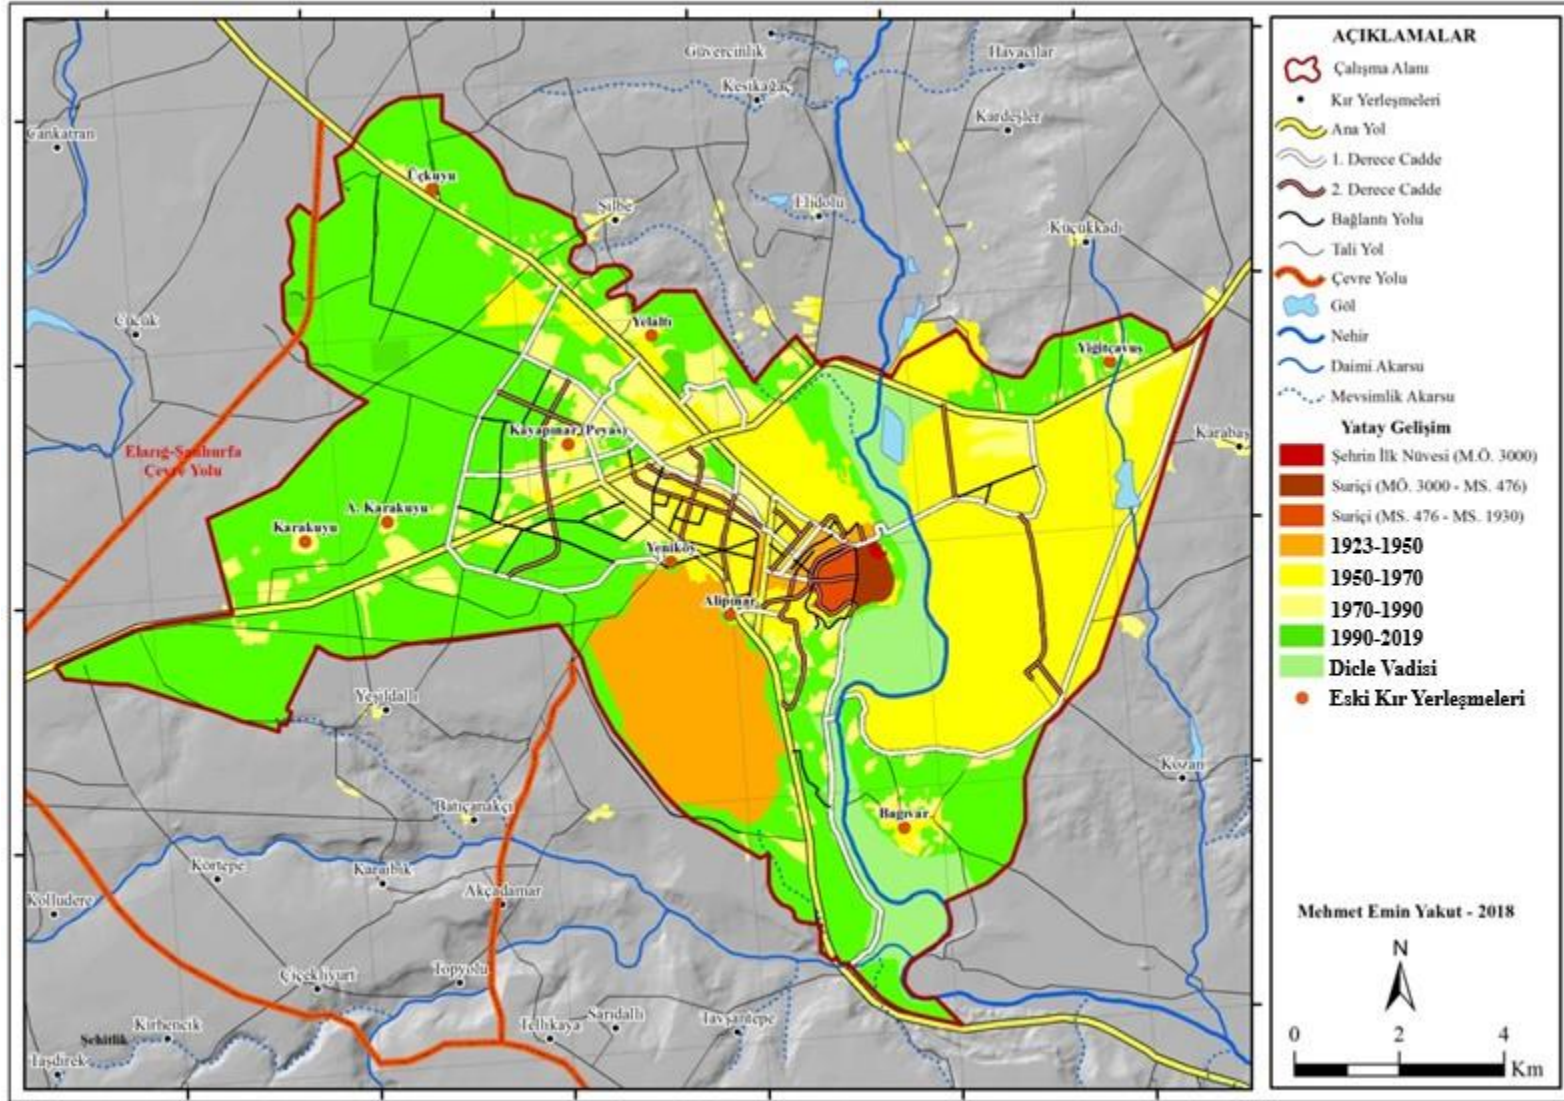 Güvercinlik
Havacılar
Kesikağaç
Kardeşler
Cankatran
Üçkuyu
Şilbe
Elidolu
Küçükkadı
Cücük
Yelaltı
Yiğitçavuş
Kayapınar( Peyas)
Karabaş
Elazığ-Şanlıurfa
Çevre Yolu
A. Karakuyu
Karakuyu
Yeniköy
Alipınar
Yeşildallı
Kozan
Batıçanakçı
Bağıvar
Körtepe
Karaibik
Akçadamar
Kolludere
Çiçekliyurt
Topyolu
Kırbencik
Şehitlik
Tellikaya
Sarıdallı
Tavşantepe
Taşdirek
AÇIKLAMALAR
Çalışma Alanı
Kır Yerleşmeleri
Ana Yol
1. Derece Cadde
2. Derece Cadde
Bağlantı Yolu
Tali Yol
Çevre Yolu
Göl
Nehir
Daimi Akarsu
Mevsimlik Akarsu
Yatay Gelişim
Şehrin İlk Nüvesi (M.Ö. 3000)
Suriçi (MÖ. 3000 - MS. 476)
Suriçi (MS. 476 - MS. 1930)
1923-1950
1950-1970
1970-1990
1990-2019
Dicle Vadisi
Eski Kır Yerleşmeleri
Mehmet Emin Yakut - 2018
N
0 2 4
Km